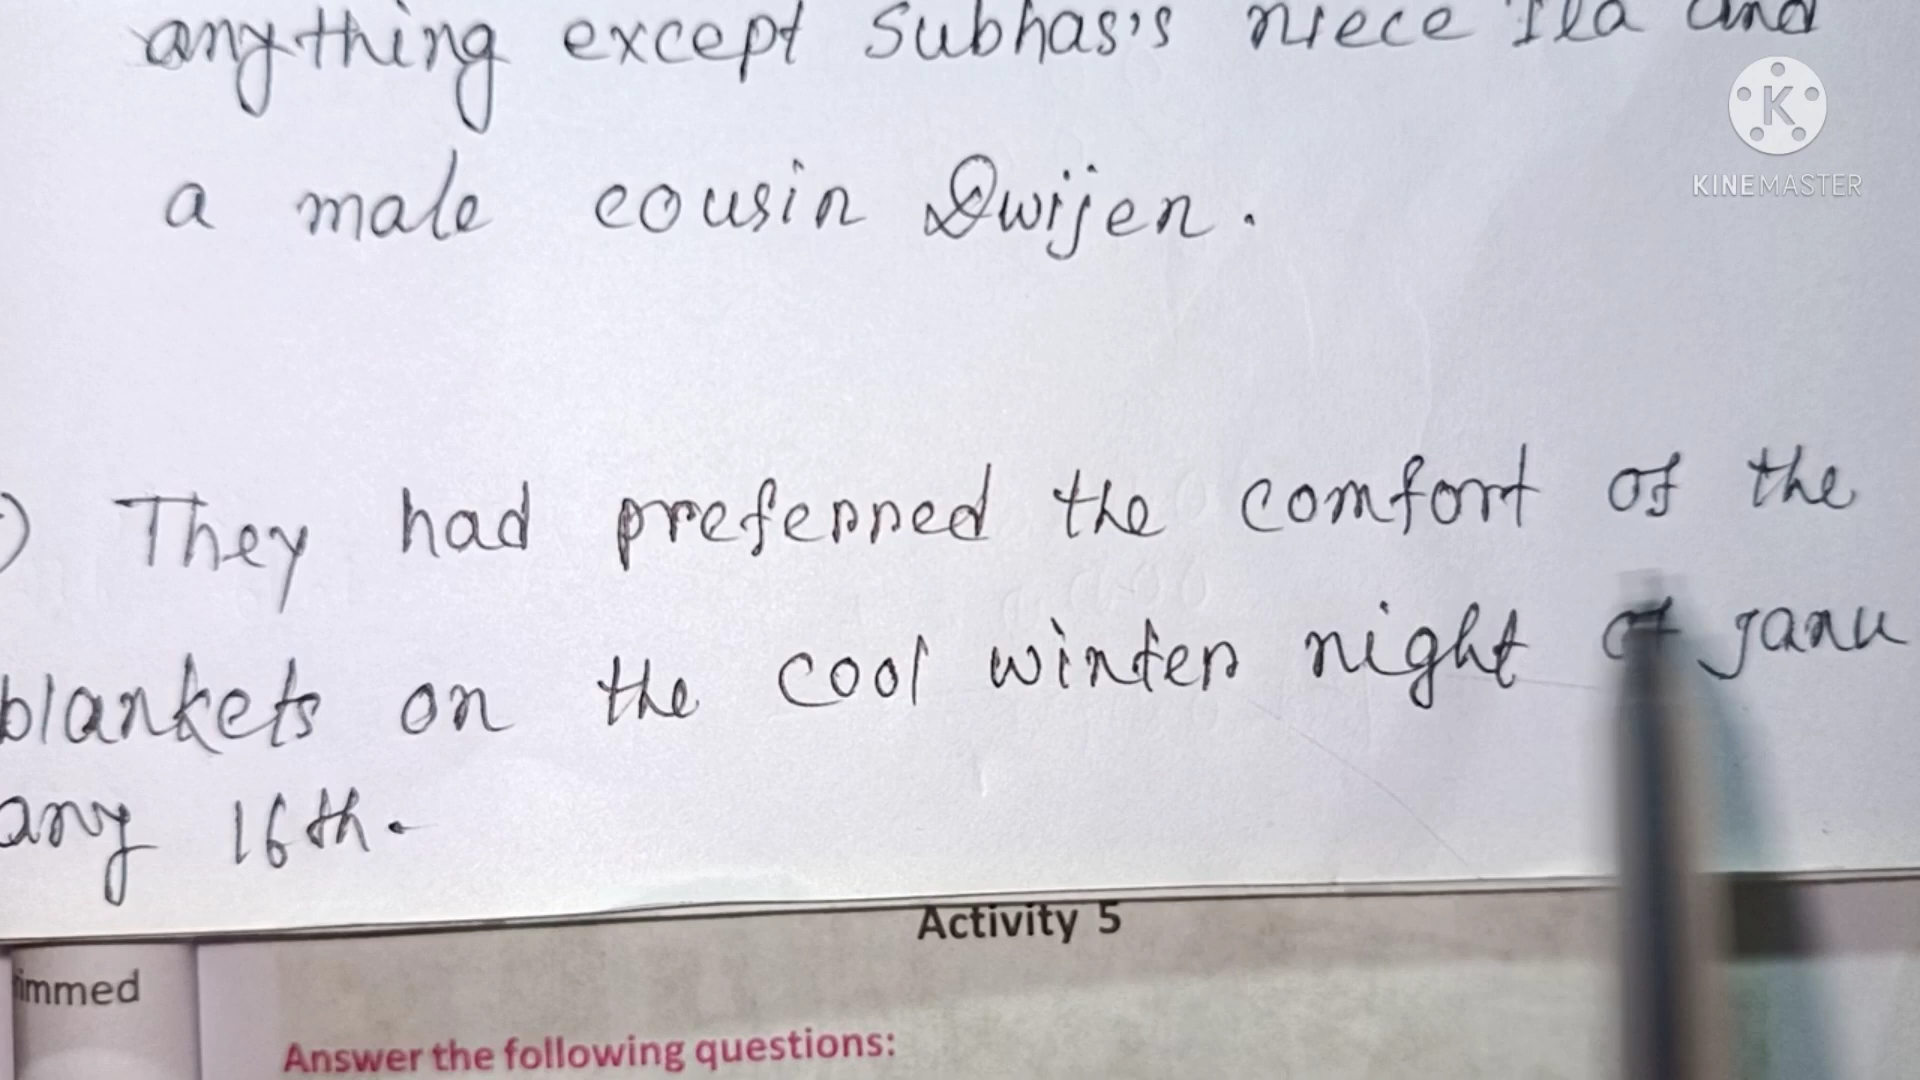 anything except Subhas's niece Ila and
a male cousin Dwijen.
) They had preferred the comfort of the
blankets on the cool winter night of Janu
ary 16th.
KINEMASTER
Activity 5
immed
Answer the following questions: